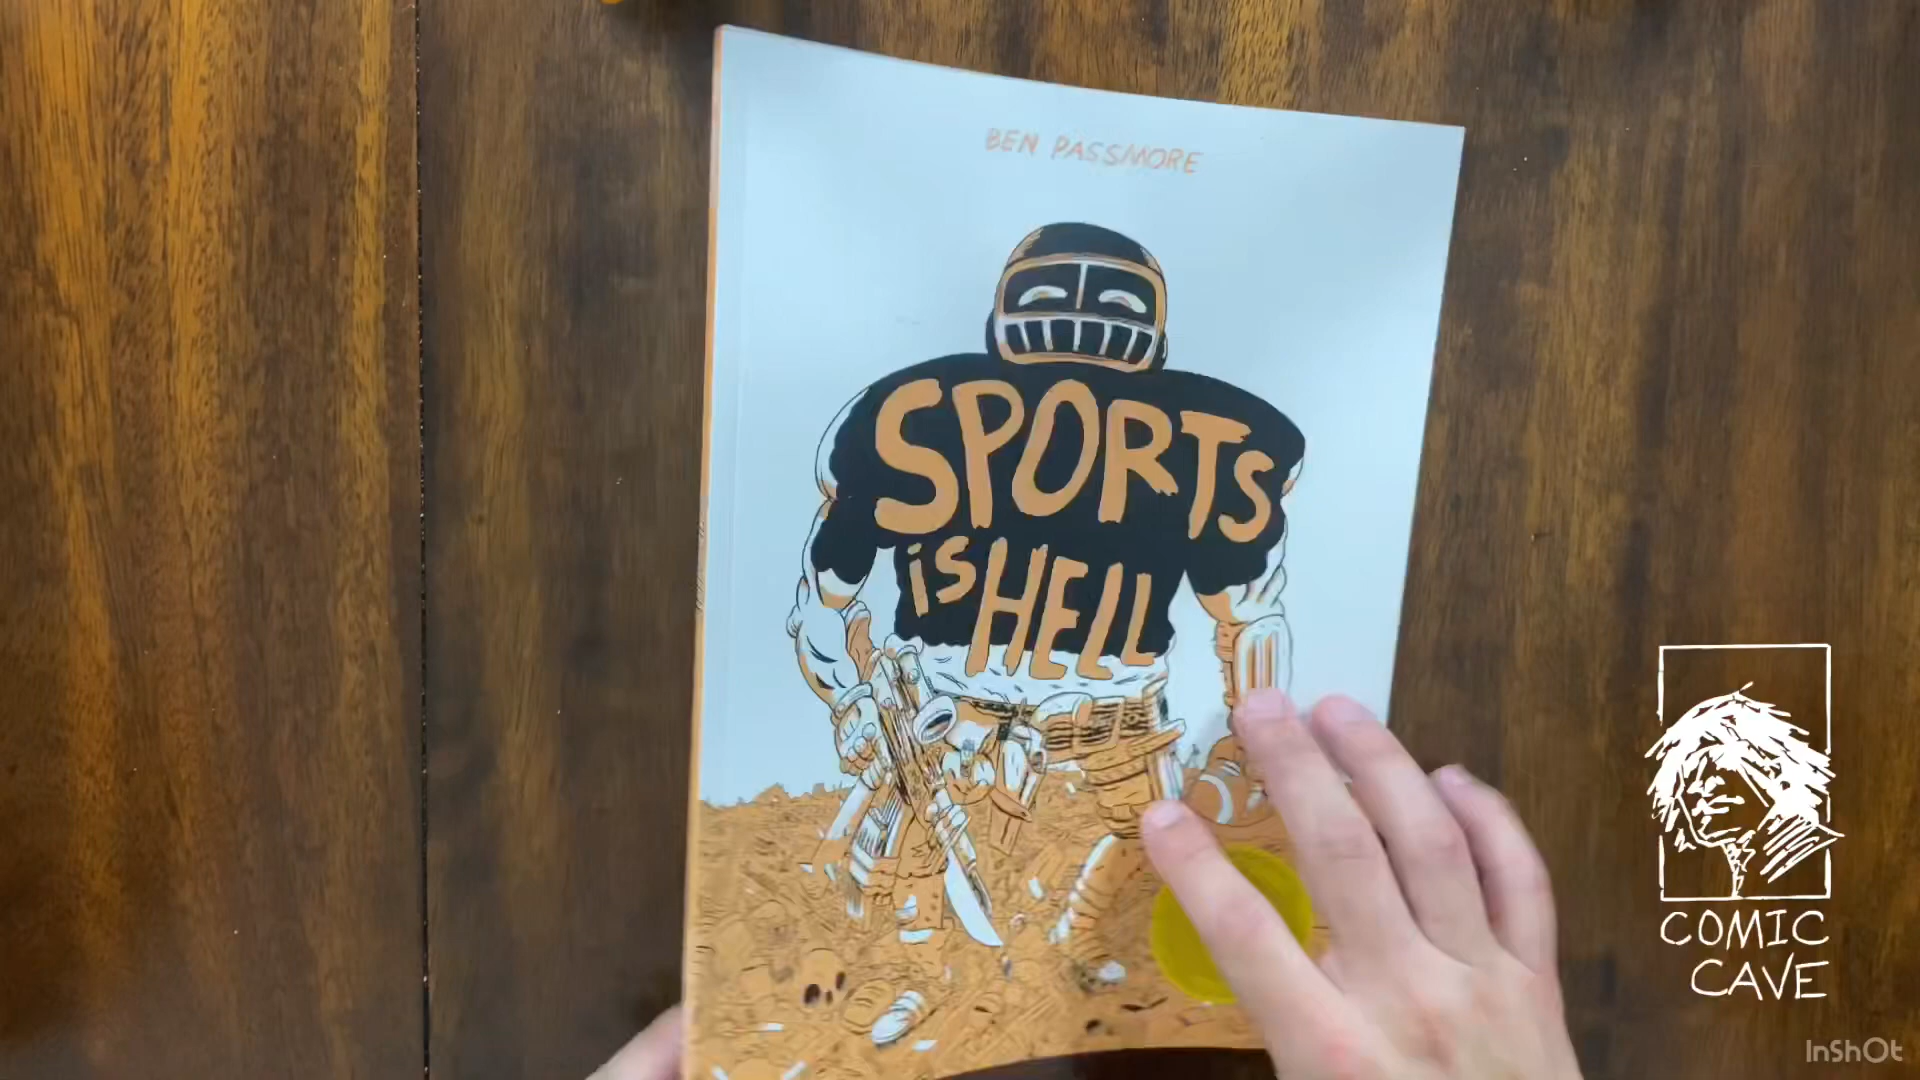 BEN PASSMORE
SPORTS
iS HELL
COMIC
CAVE
InShOt